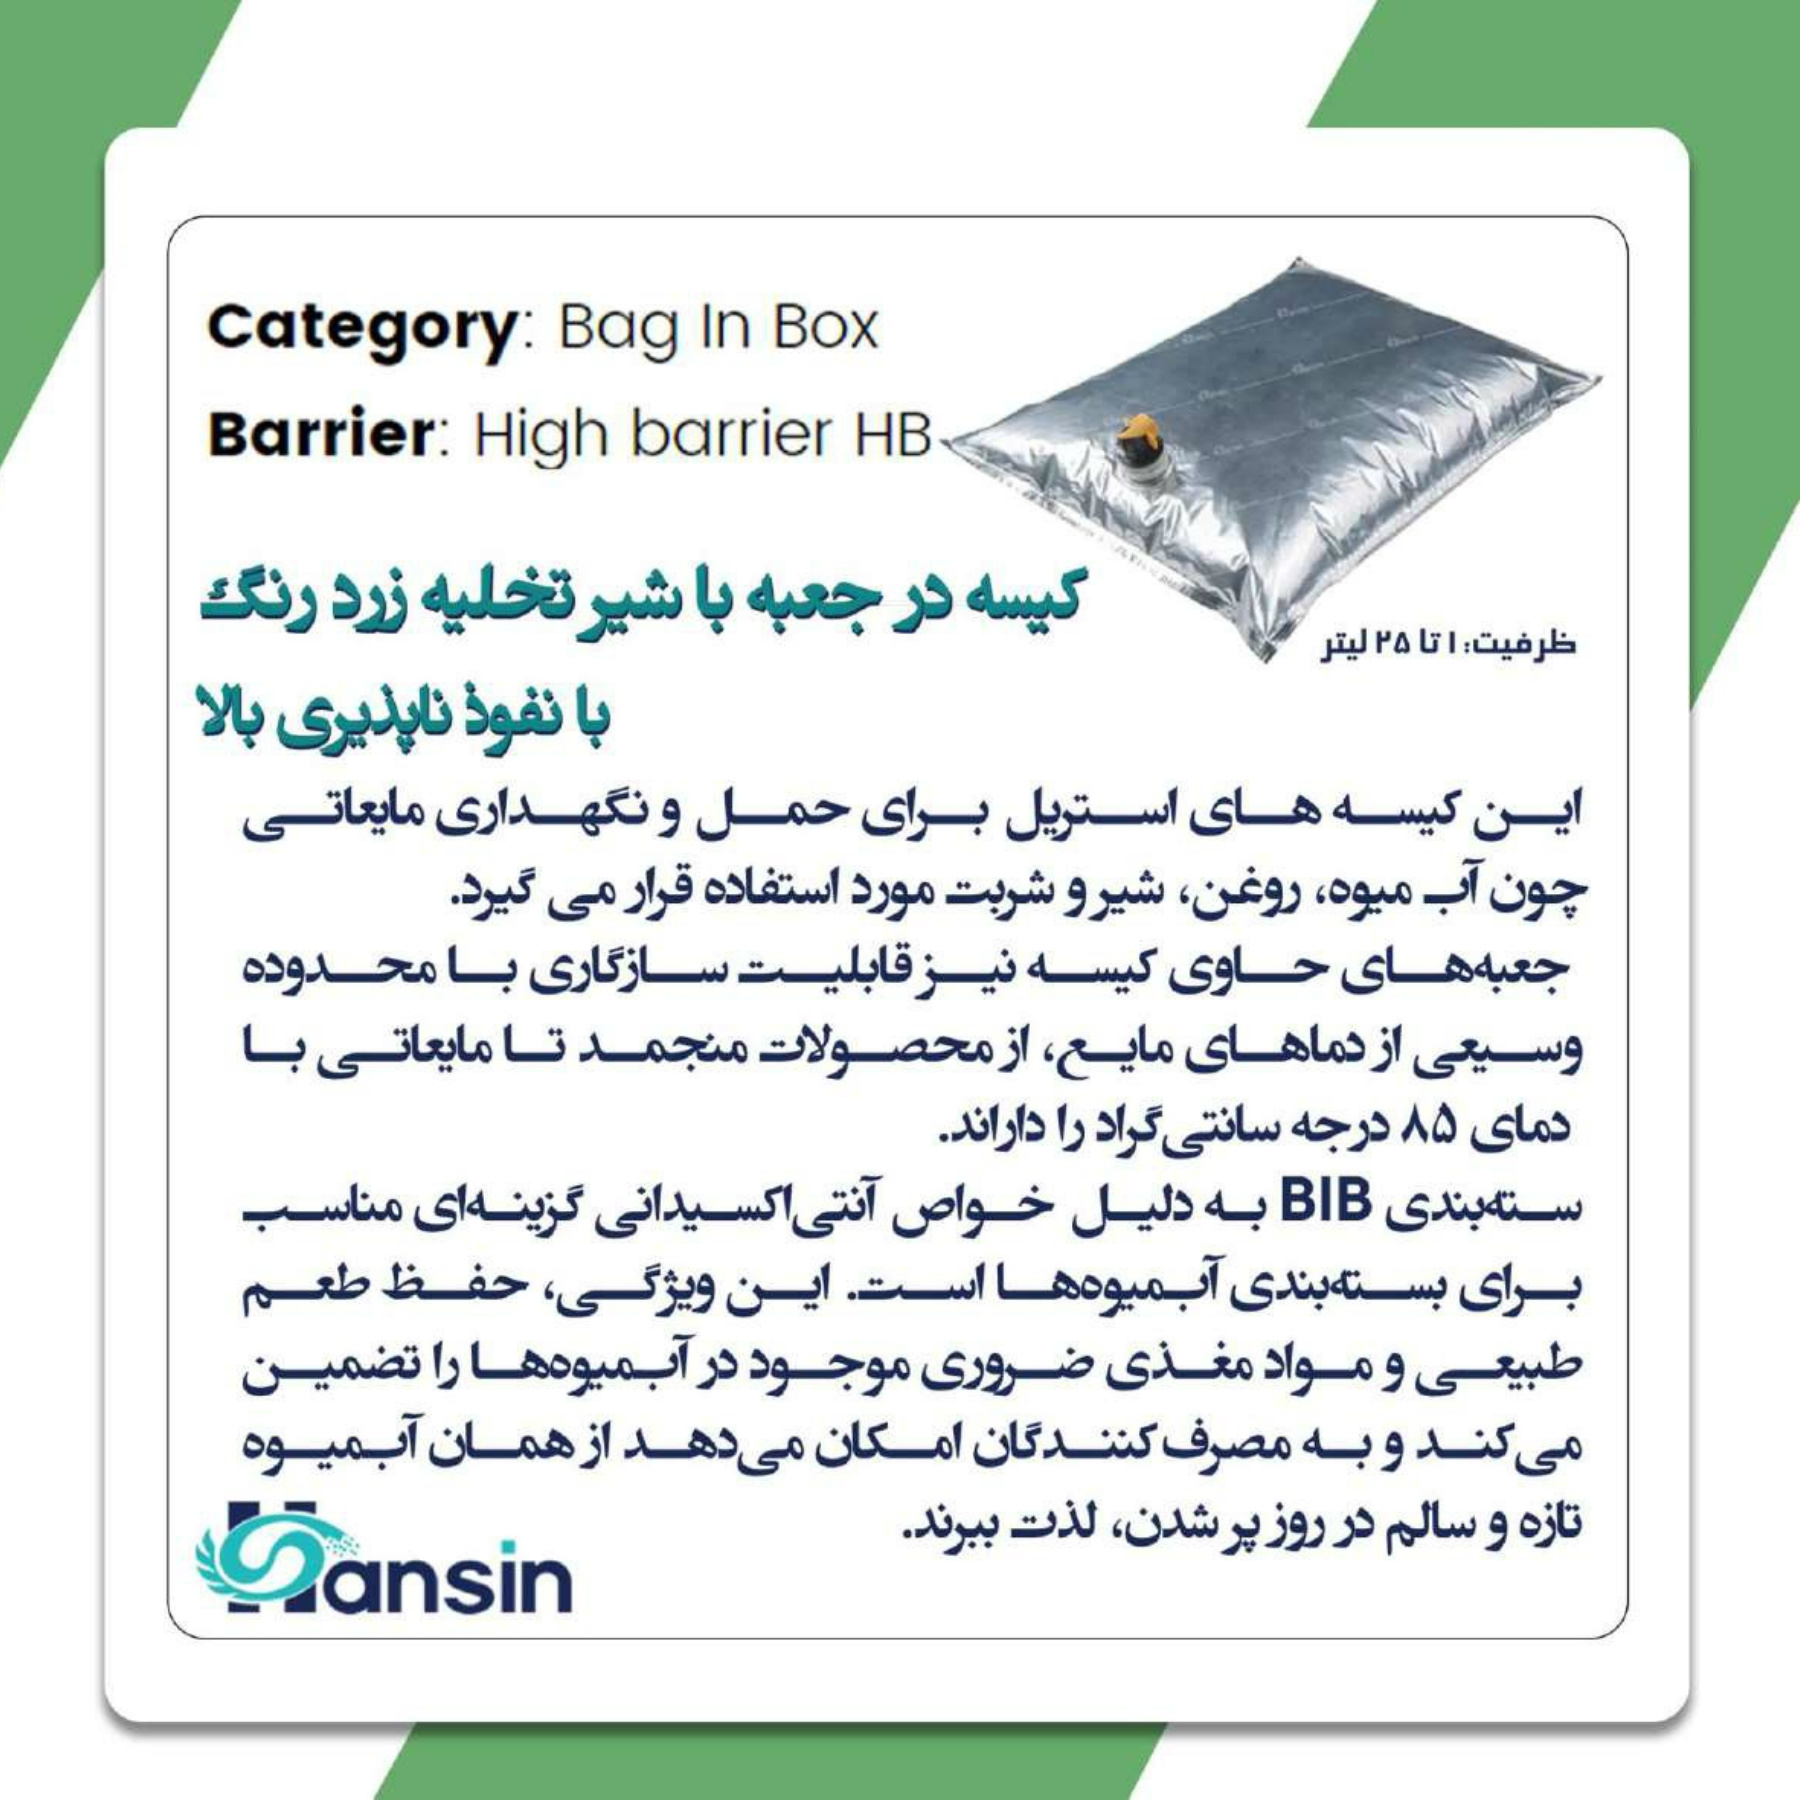 Category: Bag In Box
Barrier: High barrier HB
کیسه در جعبه با شیر تخلیه زرد رنگ
ظرفیت: ۱ تا ۲۵ لیتر
با نفوذ ناپذیری بالا
این کیسه های استریل برای حمل و نگهداری مایعاتی
چون آب میوه، روغن، شیر و شربت مورد استفاده قرار می گیرد.
جعبه‌های حاوی کیسه نیز قابلیت سازگاری با محدوده
وسیعی از دماهای مایع، از محصولات منجمد تا مایعاتی با
دمای ۸۵ درجه سانتی‌گراد را داراند.
سته‌بندی BIB به دلیل خواص آنتی‌اکسیدانی گزینه‌ای مناسب
برای بسته‌بندی آبمیوه‌ها است. این ویژگی، حفظ طعم
طبیعی و مواد مغذی ضروری موجود در آبمیوه‌ها را تضمین
می‌کند و به مصرف‌کنندگان امکان می‌دهد از همان آبمیوه
تازه و سالم در روز پر شدن، لذت ببرند.
Hansin